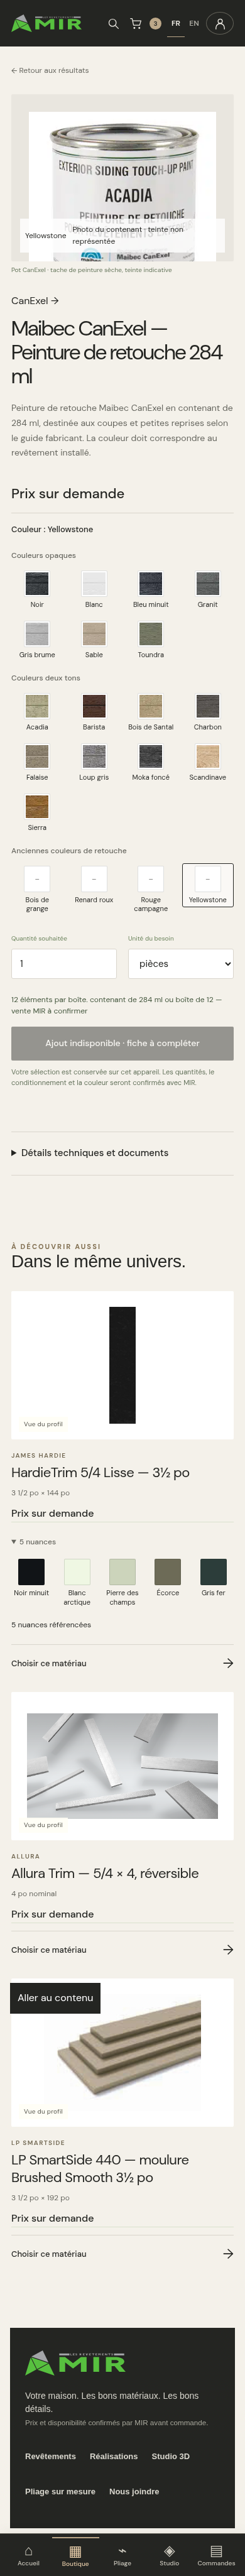 MIR
LES REVÊTEMENTS
3
FR
EN
← Retour aux résultats
EXTERIOR SIDING TOUCH-UP PAINT
ACADIA
PEINTURE DE RETOUCHE
REVÊTEMENTS
Maibec CanExel
Yellowstone
Photo du contenant · teinte non
représentée
Pot CanExel · tache de peinture sèche, teinte indicative
CanExel →
Maibec CanExel —
Peinture de retouche 284
ml
Peinture de retouche Maibec CanExel en contenant de
284 ml, destinée aux coupes et petites reprises selon
le guide fabricant. La couleur doit correspondre au
revêtement installé.
Prix sur demande
Couleur : Yellowstone
Couleurs opaques
Noir
Blanc
Bleu minuit
Granit
Gris brume
Sable
Toundra
Couleurs deux tons
Acadia
Barista
Bois de Santal
Charbon
Falaise
Loup gris
Moka foncé
Scandinave
Sierra
Anciennes couleurs de retouche
–
–
–
–
Bois de
grange
Renard roux
Rouge
campagne
Yellowstone
Quantité souhaitée
Unité du besoin
1
pièces
12 éléments par boîte. contenant de 284 ml ou boîte de 12 —
vente MIR à confirmer
Ajout indisponible · fiche à compléter
Votre sélection est conservée sur cet appareil. Les quantités, le
conditionnement et la couleur seront confirmés avec MIR.
▶ Détails techniques et documents
À DÉCOUVRIR AUSSI
Dans le même univers.
Vue du profil
JAMES HARDIE
HardieTrim 5/4 Lisse — 3½ po
3 1/2 po × 144 po
Prix sur demande
▼ 5 nuances
Noir minuit
Blanc
arctique
Pierre des
champs
Écorce
Gris fer
5 nuances référencées
Choisir ce matériau →
Vue du profil
ALLURA
Allura Trim — 5/4 × 4, réversible
4 po nominal
Prix sur demande
Choisir ce matériau →
Aller au contenu
Vue du profil
LP SMARTSIDE
LP SmartSide 440 — moulure
Brushed Smooth 3½ po
3 1/2 po × 192 po
Prix sur demande
Choisir ce matériau →
LES REVÊTEMENTS
MIR
Votre maison. Les bons matériaux. Les bons
détails.
Prix et disponibilité confirmés par MIR avant commande.
Revêtements
Réalisations
Studio 3D
Pliage sur mesure
Nous joindre
Accueil
Boutique
Pliage
Studio
Commandes